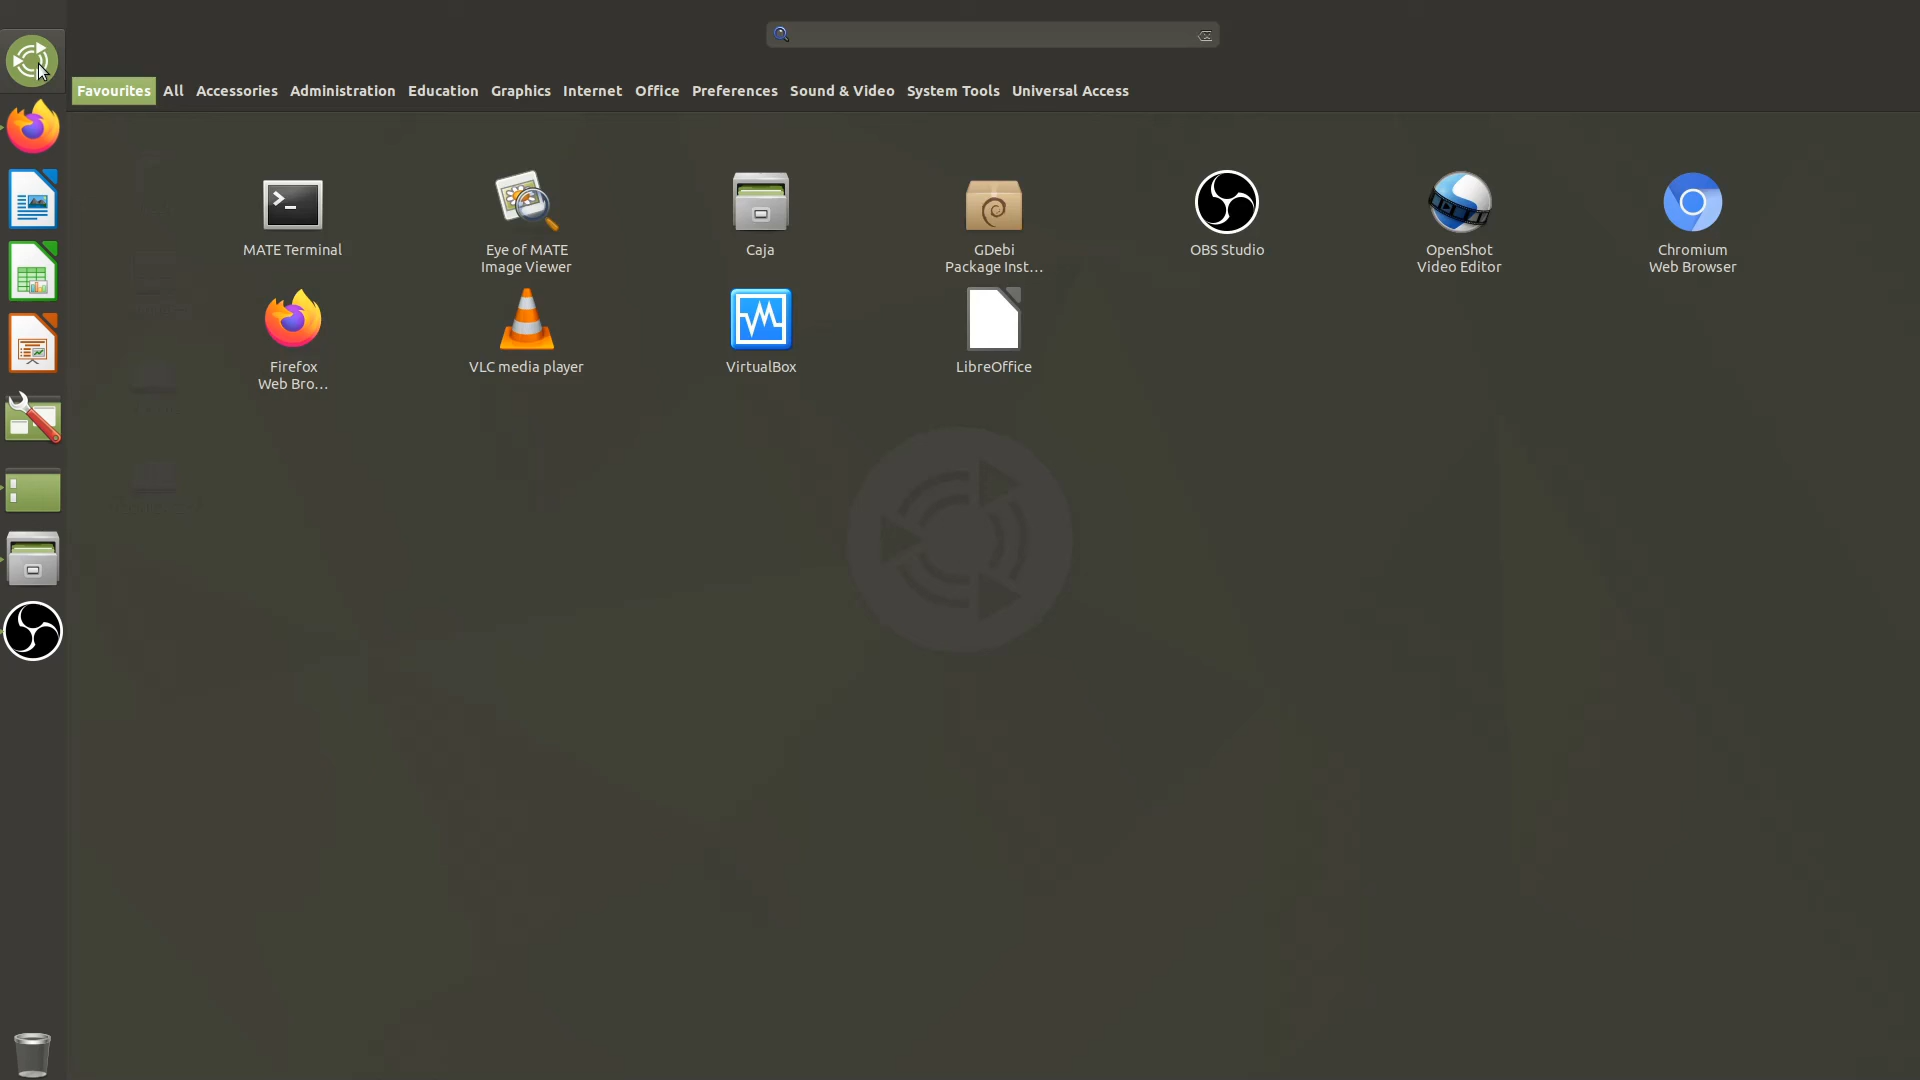 Favourites All Accessories Administration Education Graphics Internet Office Preferences Sound & Video System Tools Universal Access
MATE Terminal
Eye of MATE
Image Viewer
Caja
GDebi
Package Inst...
OBS Studio
OpenShot
Video Editor
Chromium
Web Browser
Firefox
Web Bro...
VLC media player
VirtualBox
LibreOffice